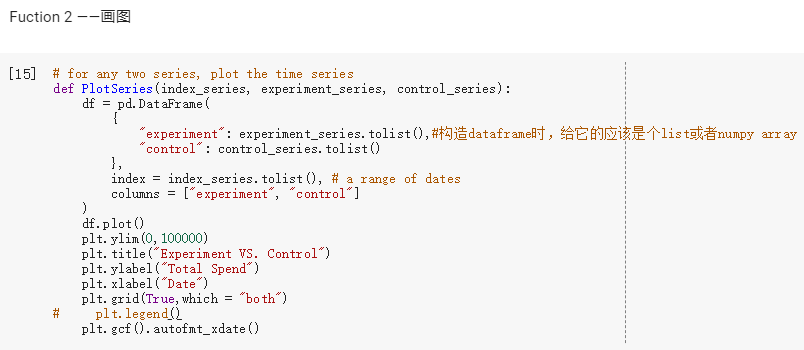 Fuction 2 ——画图
[15] # for any two series, plot the time series
def PlotSeries(index_series, experiment_series, control_series):
    df = pd.DataFrame(
        {
            "experiment": experiment_series.tolist(),#构造dataframe时，给它的应该是个list或者numpy array
            "control": control_series.tolist()
        },
        index = index_series.tolist(), # a range of dates
        columns = ["experiment", "control"]
    )
    df.plot()
    plt.ylim(0,100000)
    plt.title("Experiment VS. Control")
    plt.ylabel("Total Spend")
    plt.xlabel("Date")
    plt.grid(True,which = "both")
#     plt.legend()
    plt.gcf().autofmt_xdate()